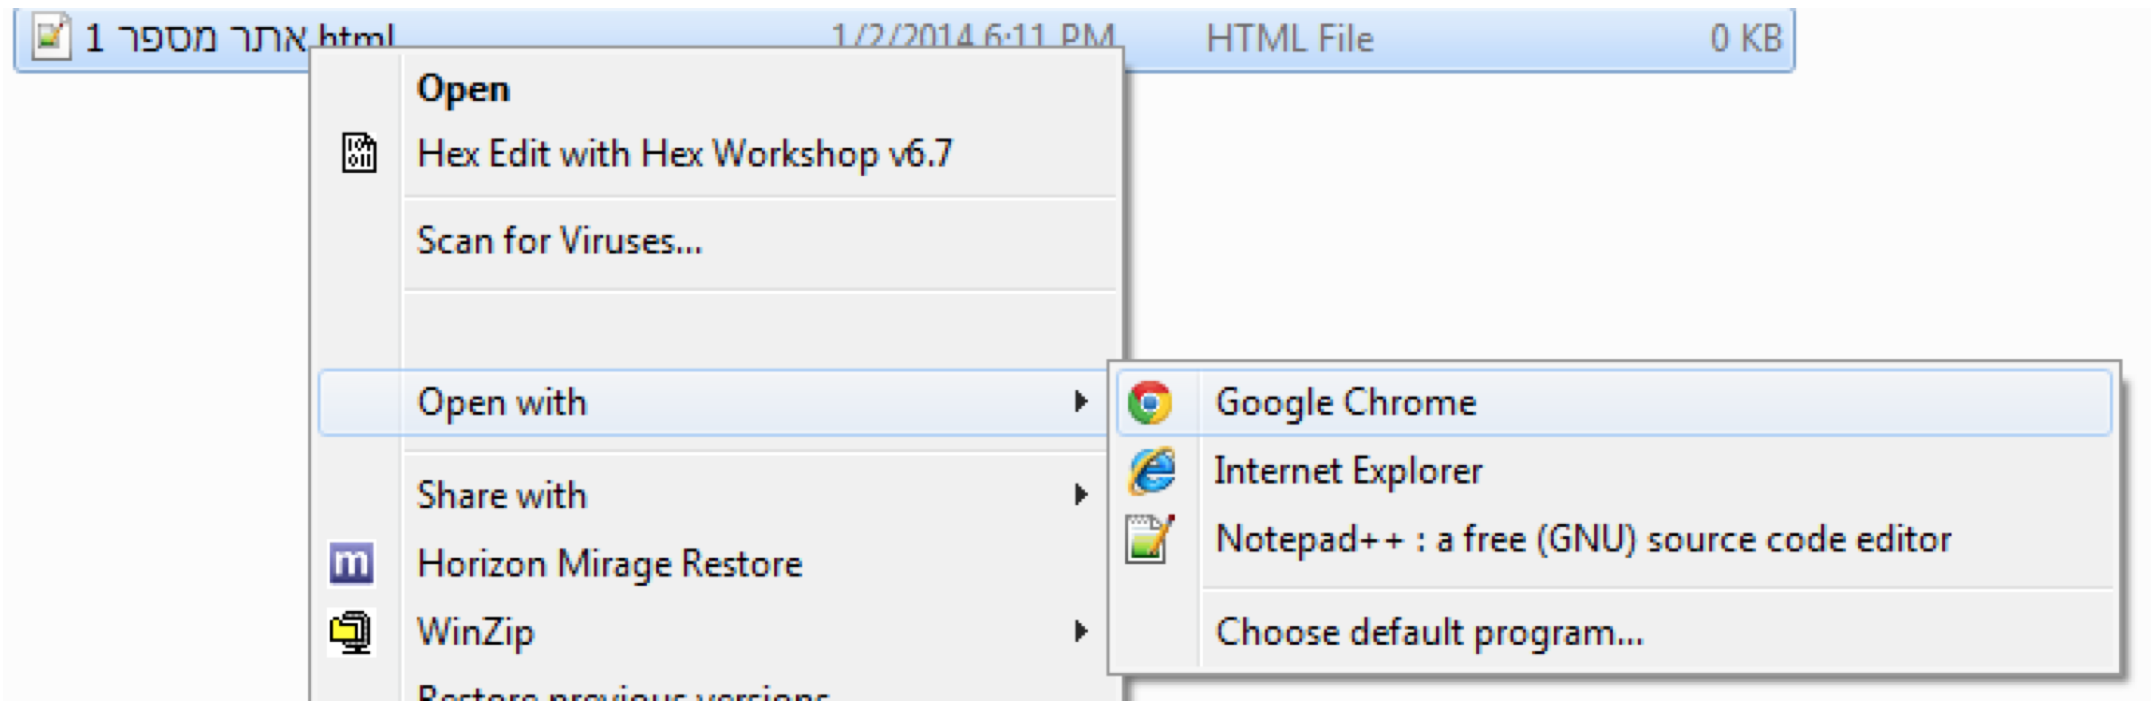 אתר מספר 1.html 1/2/2014 6:11 PM HTML File 0 KB
Open
Hex Edit with Hex Workshop v6.7
Scan for Viruses...
Open with
Google Chrome
Internet Explorer
Share with
Notepad++ : a free (GNU) source code editor
Horizon Mirage Restore
WinZip
Choose default program...
Restore previous versions